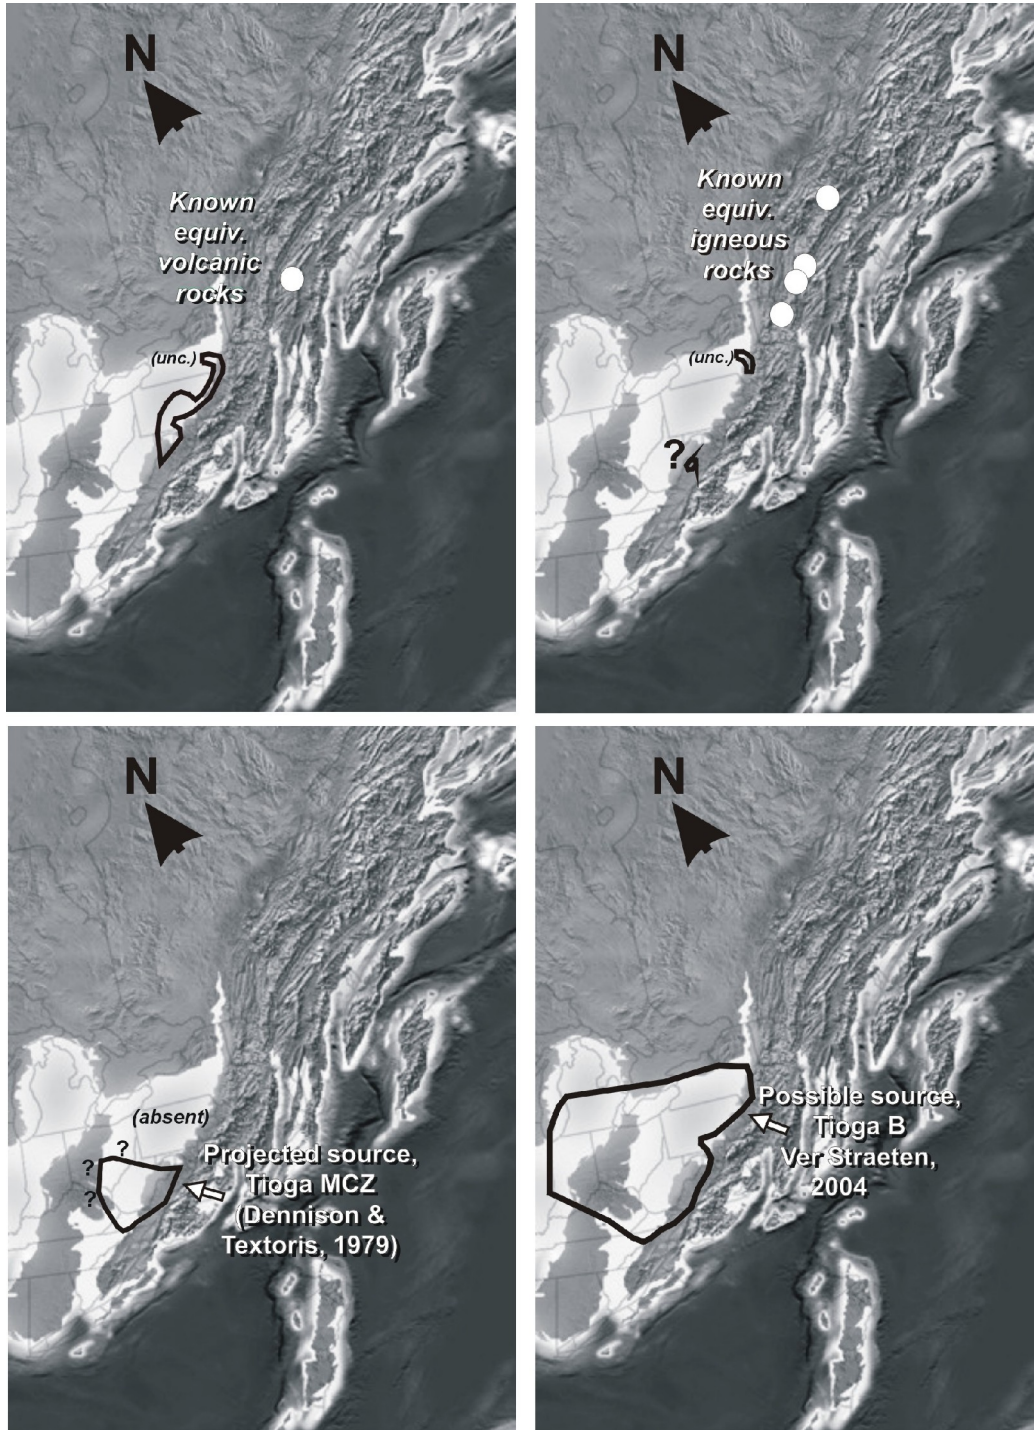 N
Known
equiv.
volcanic
rocks
(unc.)
N
Known
equiv.
igneous
rocks
(unc.)
?
N
(absent)
?
?
?
Projected source,
Tioga MCZ
(Dennison &
Textoris, 1979)
N
Possible source,
Tioga B
Ver Straeten,
2004